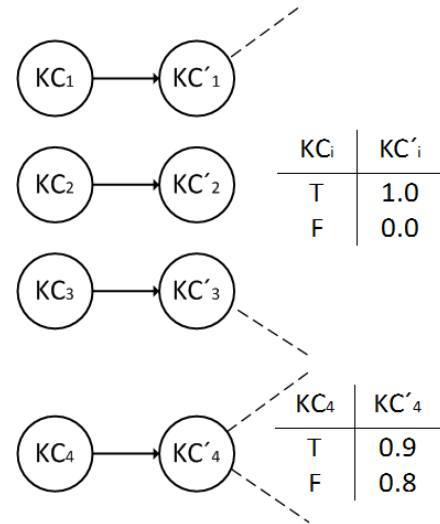 KC₁ KC´₁
KC₂ KC´₂
KCᵢ KC´ᵢ
T 1.0
F 0.0
KC₃ KC´₃
KC₄ KC´₄
KC₄ KC´₄
T 0.9
F 0.8